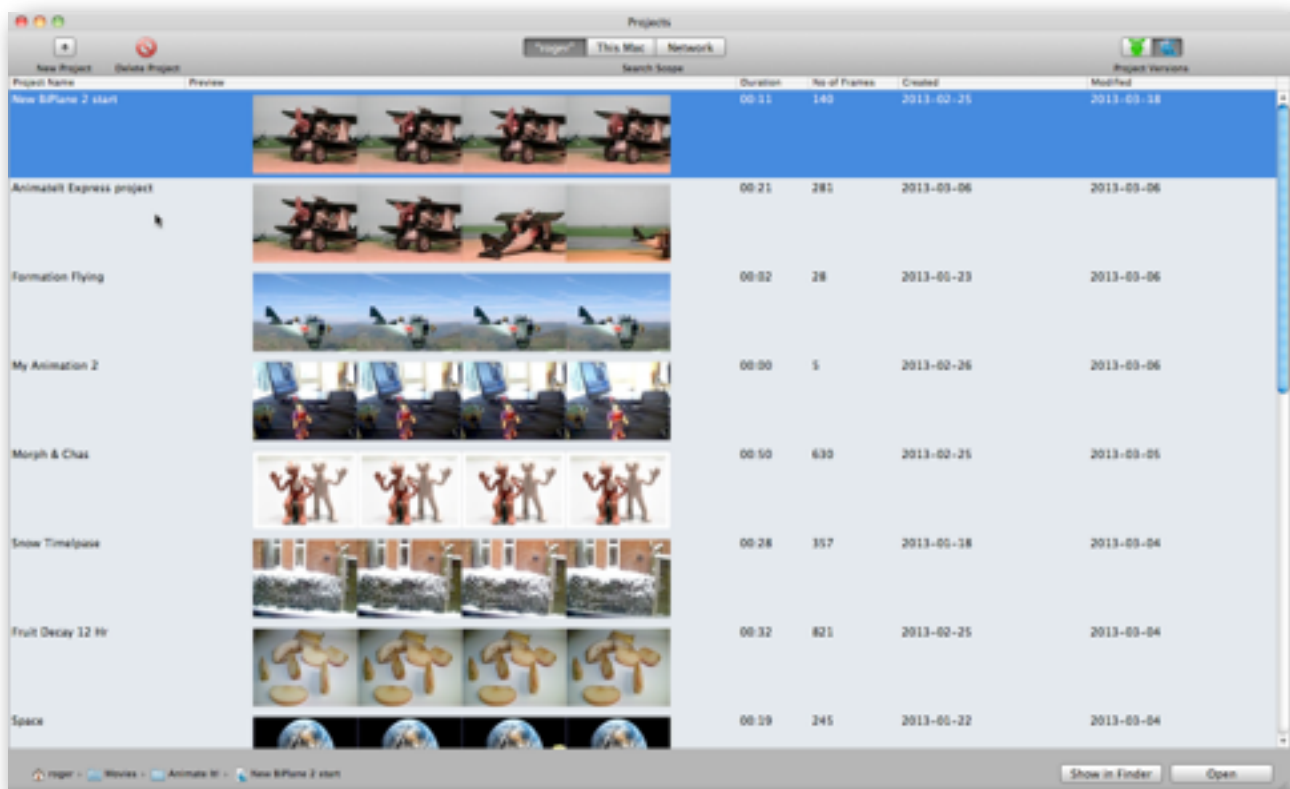 Projects
"roger" This Mac Network
New Project Delete Project Search Scope Project Versions
Project Name Preview Duration No of Frames Created Modified
New BiPlane 2 start 00:11 140 2013-02-25 2013-03-18
AnimateIt Express project 00:21 281 2013-03-06 2013-03-06
Formation Flying 00:02 28 2013-01-23 2013-03-06
My Animation 2 00:00 5 2013-02-26 2013-03-06
Morph & Chas 00:50 630 2013-02-25 2013-03-05
Snow Timelpase 00:28 357 2013-01-18 2013-03-04
Fruit Decay 12 Hr 00:32 821 2013-02-25 2013-03-04
Space 00:19 245 2013-01-22 2013-03-04
roger Movies Animate It! New BiPlane 2 start Show in Finder Open